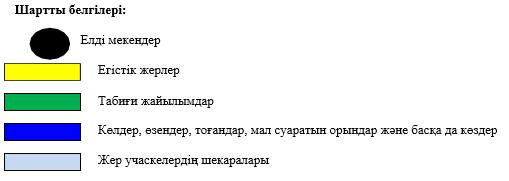 Шартты белгілері:
Елді мекендер
Егістік жерлер
Табиғи жайылымдар
Көлдер, өзендер, тоғандар, мал суаратын орындар және басқа да көздер
Жер учаскелердің шекаралары